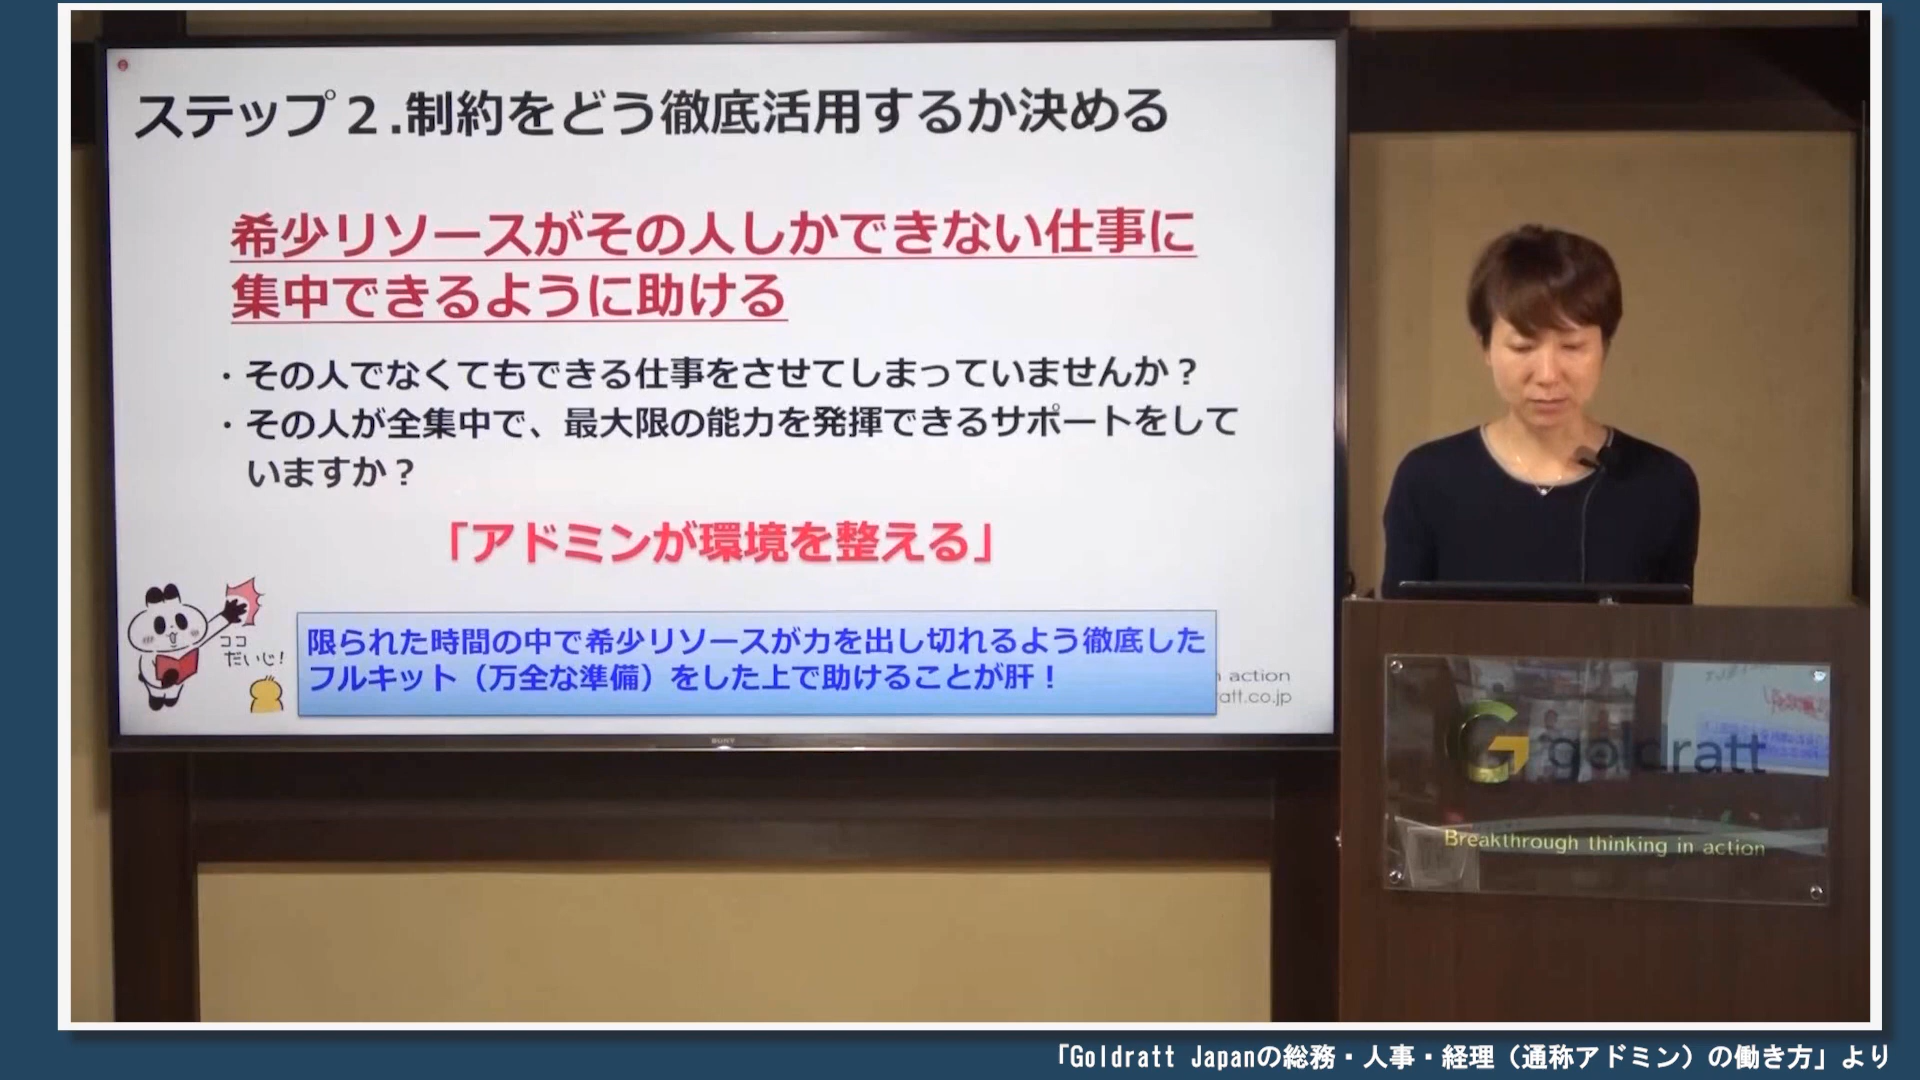 ステップ２.制約をどう徹底活用するか決める
希少リソースがその人しかできない仕事に
集中できるように助ける
・その人でなくてもできる仕事をさせてしまっていませんか？
・その人が全集中で、最大限の能力を発揮できるサポートをして
いますか？
「アドミンが環境を整える」
ココ
だいじ！
限られた時間の中で希少リソースが力を出し切れるよう徹底した
フルキット（万全な準備）をした上で助けることが肝！
action
att.co.jp
SONY
G goldratt
Breakthrough thinking in action
「Goldratt Japanの総務・人事・経理（通称アドミン）の働き方」より